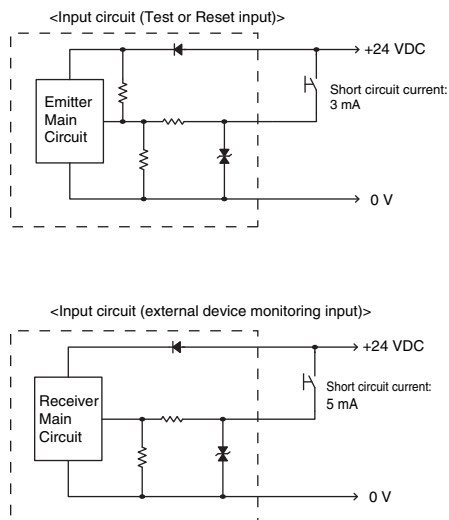 <Input circuit (Test or Reset input)>
+24 VDC
Emitter
Main
Circuit
Short circuit current:
3 mA
0 V
<Input circuit (external device monitoring input)>
+24 VDC
Receiver
Main
Circuit
Short circuit current:
5 mA
0 V